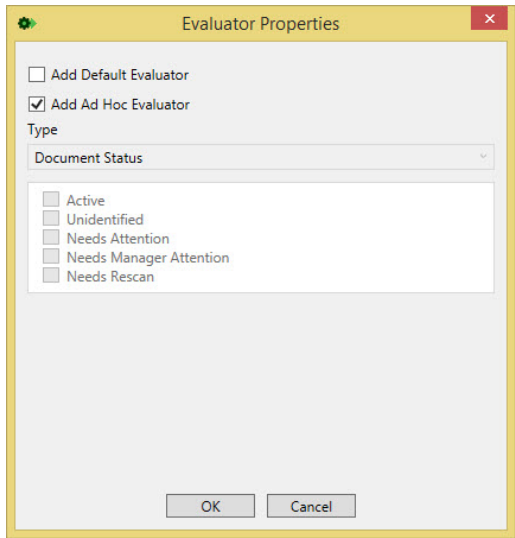 Evaluator Properties
Add Default Evaluator
Add Ad Hoc Evaluator
Type
Document Status
Active
Unidentified
Needs Attention
Needs Manager Attention
Needs Rescan
OK
Cancel